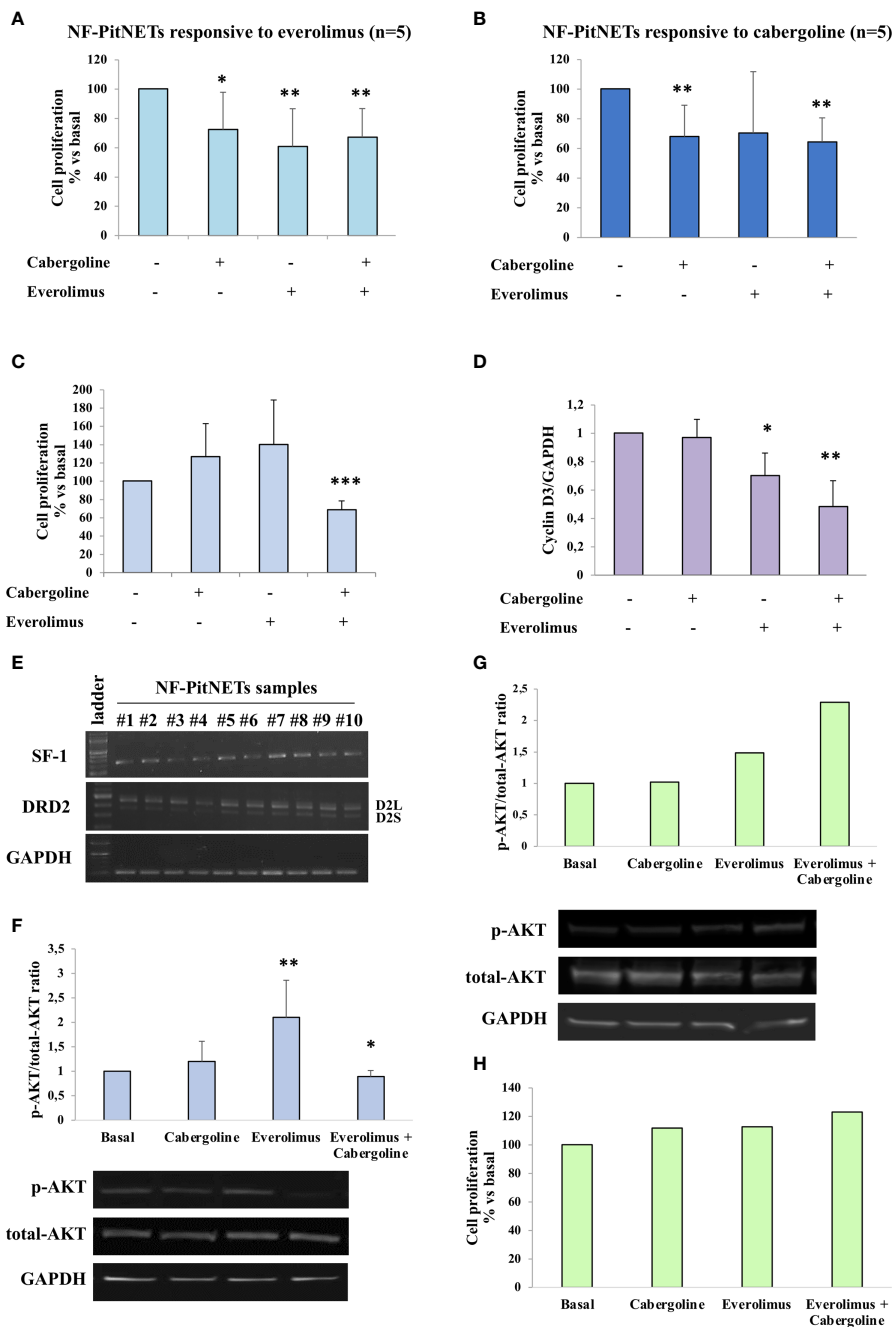 A
NF-PitNETs responsive to everolimus (n=5)
Cell proliferation
% vs basal
120
100
80
60
40
20
0
*
**
**
Cabergoline - + - +
Everolimus - - + +
B
NF-PitNETs responsive to cabergoline (n=5)
Cell proliferation
% vs basal
120
100
80
60
40
20
0
**
**
Cabergoline - + - +
Everolimus - - + +
C
Cell proliferation
% vs basal
200
180
160
140
120
100
80
60
40
20
0
***
Cabergoline - + - +
Everolimus - - + +
D
Cyclin D3/GAPDH
1,2
1
0,8
0,6
0,4
0,2
0
*
**
Cabergoline - + - +
Everolimus - - + +
E
NF-PitNETs samples
ladder
#1 #2 #3 #4 #5 #6 #7 #8 #9 #10
SF-1
DRD2
D2L
D2S
GAPDH
F
p-AKT/total-AKT ratio
3,5
3
2,5
2
1,5
1
0,5
0
**
*
Basal Cabergoline Everolimus Everolimus +
Cabergoline
p-AKT
total-AKT
GAPDH
G
p-AKT/total-AKT ratio
2,5
2
1,5
1
0,5
0
Basal Cabergoline Everolimus Everolimus +
Cabergoline
p-AKT
total-AKT
GAPDH
H
Cell proliferation
% vs basal
140
120
100
80
60
40
20
0
Basal Cabergoline Everolimus Everolimus +
Cabergoline